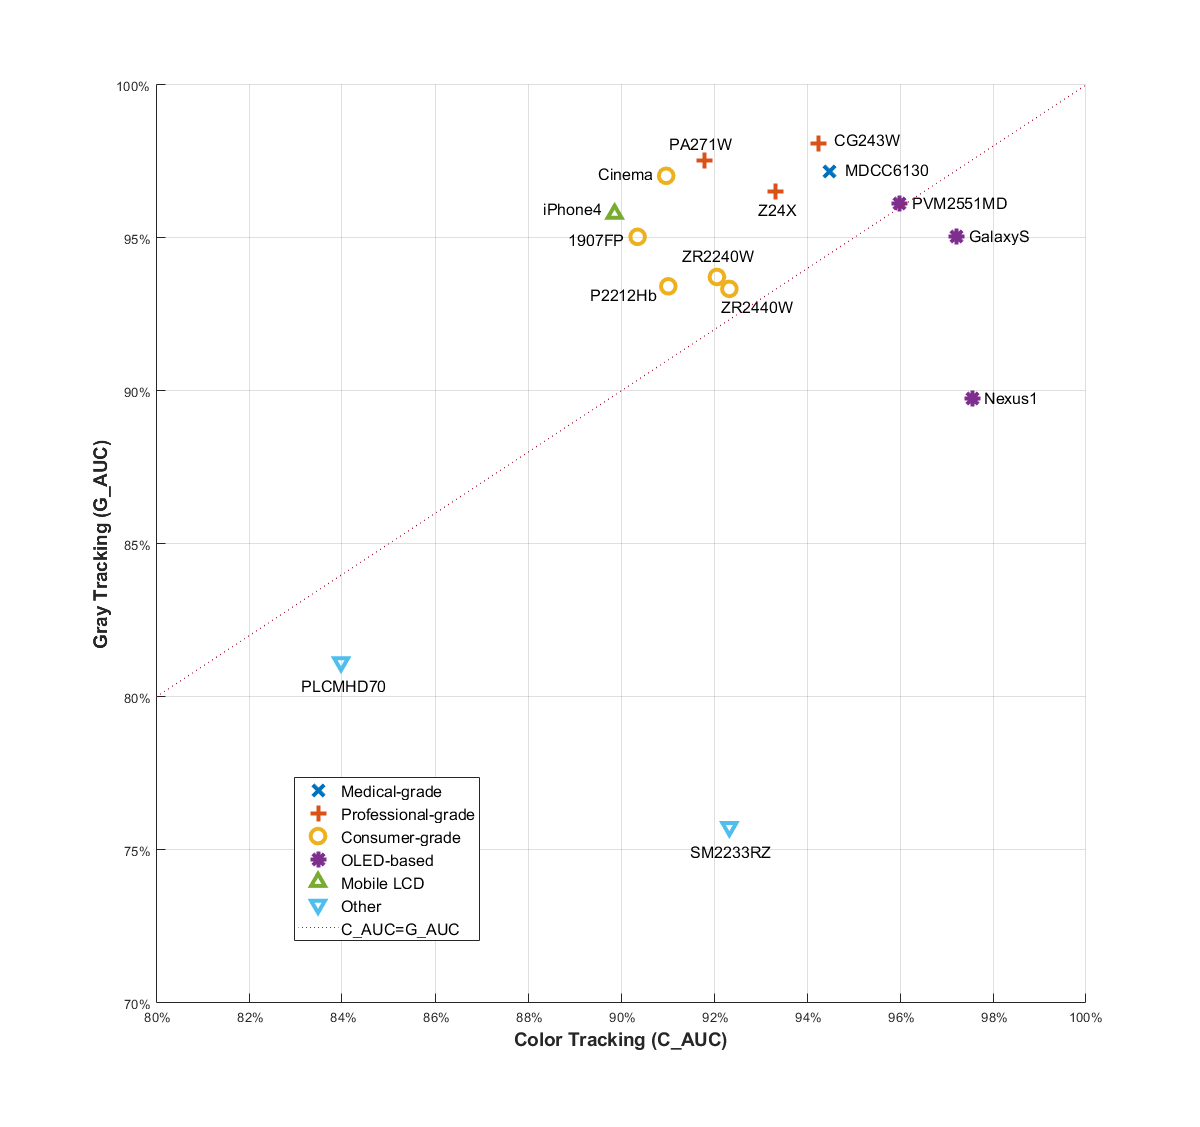 100%
95%
90%
85%
80%
75%
70%
Gray Tracking (G_AUC)
PA271W
CG243W
Cinema
MDCC6130
iPhone4
Z24X
PVM2551MD
1907FP
GalaxyS
ZR2240W
P2212Hb
ZR2440W
Nexus1
PLCMHD70
SM2233RZ
Medical-grade
Professional-grade
Consumer-grade
OLED-based
Mobile LCD
Other
C_AUC=G_AUC
80% 82% 84% 86% 88% 90% 92% 94% 96% 98% 100%
Color Tracking (C_AUC)